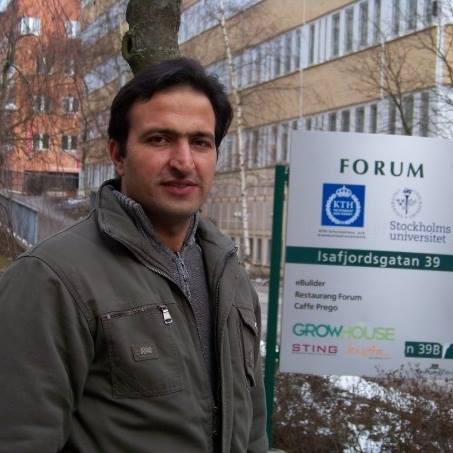 FORUM
KTH
Stockholms
universitet
Isafjordsgatan 39
eBuilder
Restaurang Forum
Caffe Prego
GROWHOUSE
STING
n 39B